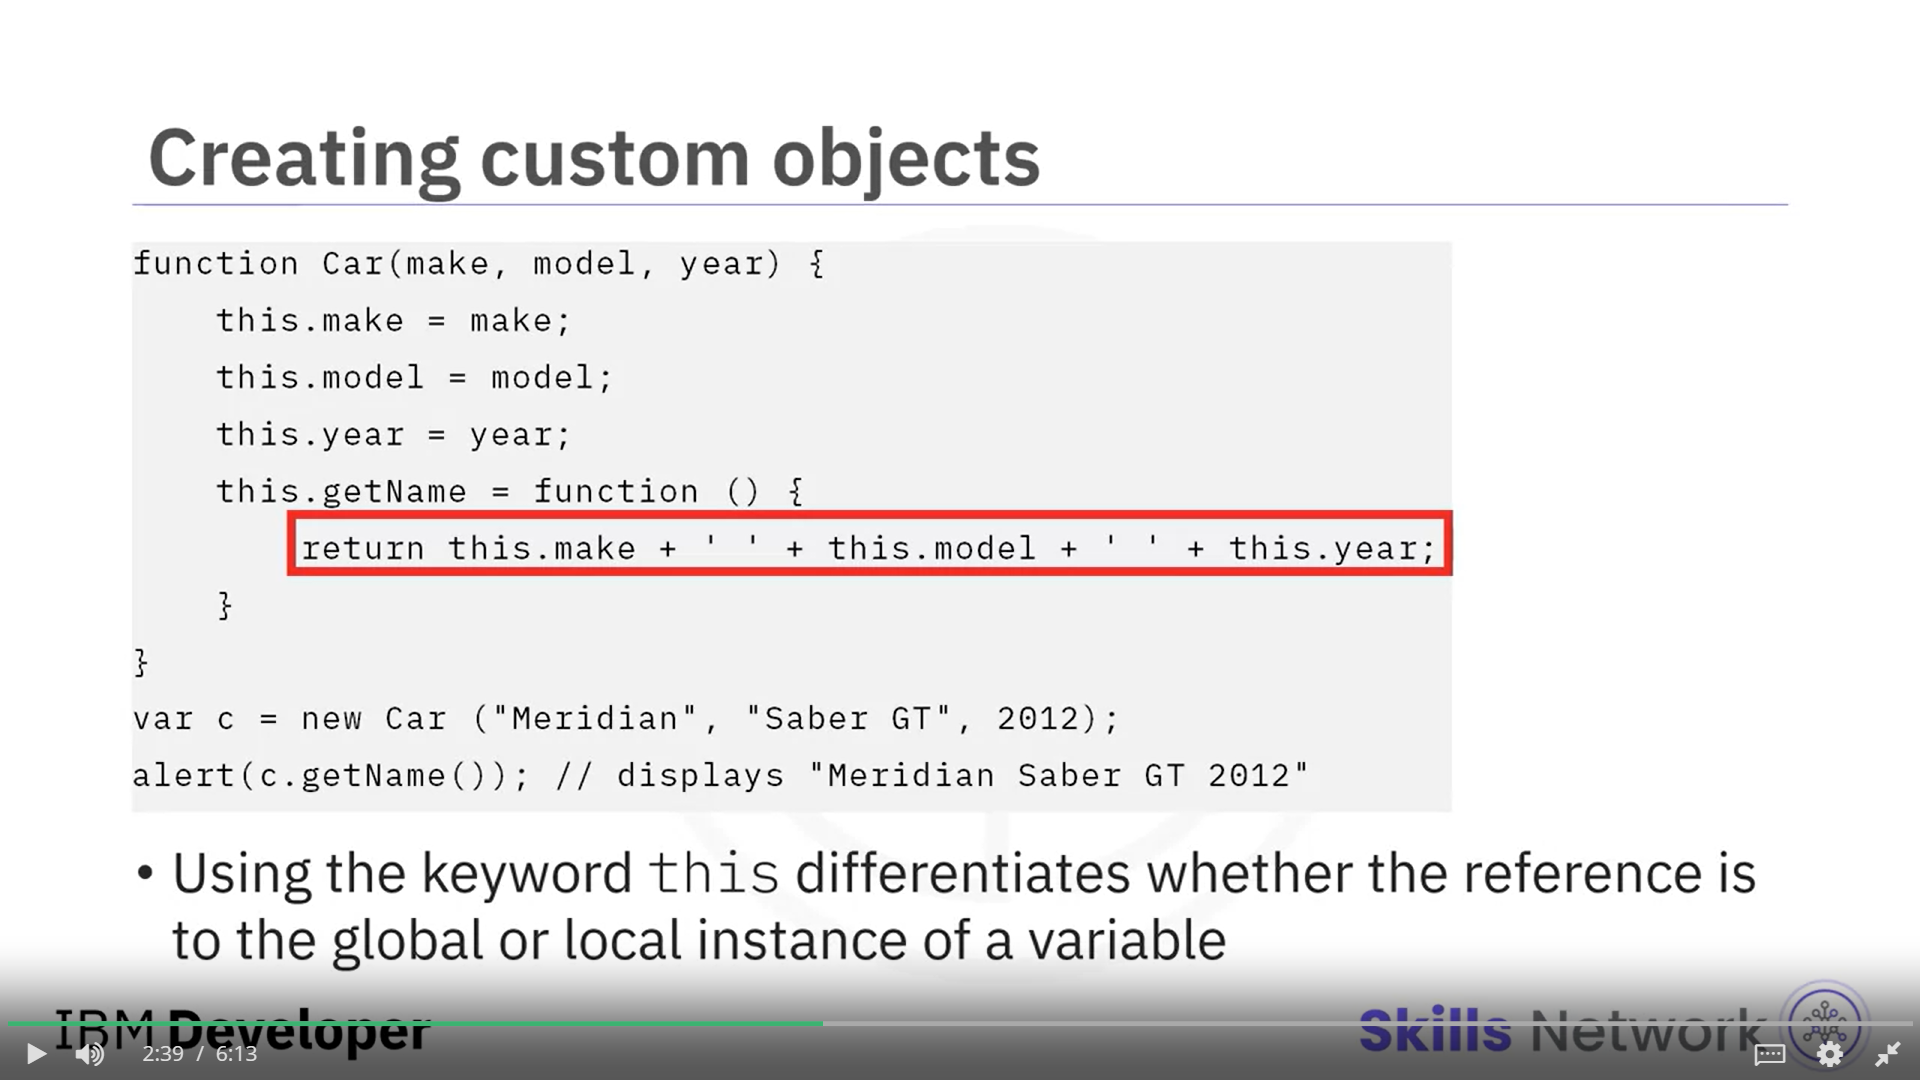 Creating custom objects
function Car(make, model, year) {
    this.make = make;
    this.model = model;
    this.year = year;
    this.getName = function () {
        return this.make + ' ' + this.model + ' ' + this.year;
    }
}
var c = new Car ("Meridian", "Saber GT", 2012);
alert(c.getName()); // displays "Meridian Saber GT 2012"
• Using the keyword this differentiates whether the reference is
to the global or local instance of a variable
IBM Developer
Skills Network
2:39 / 6:13